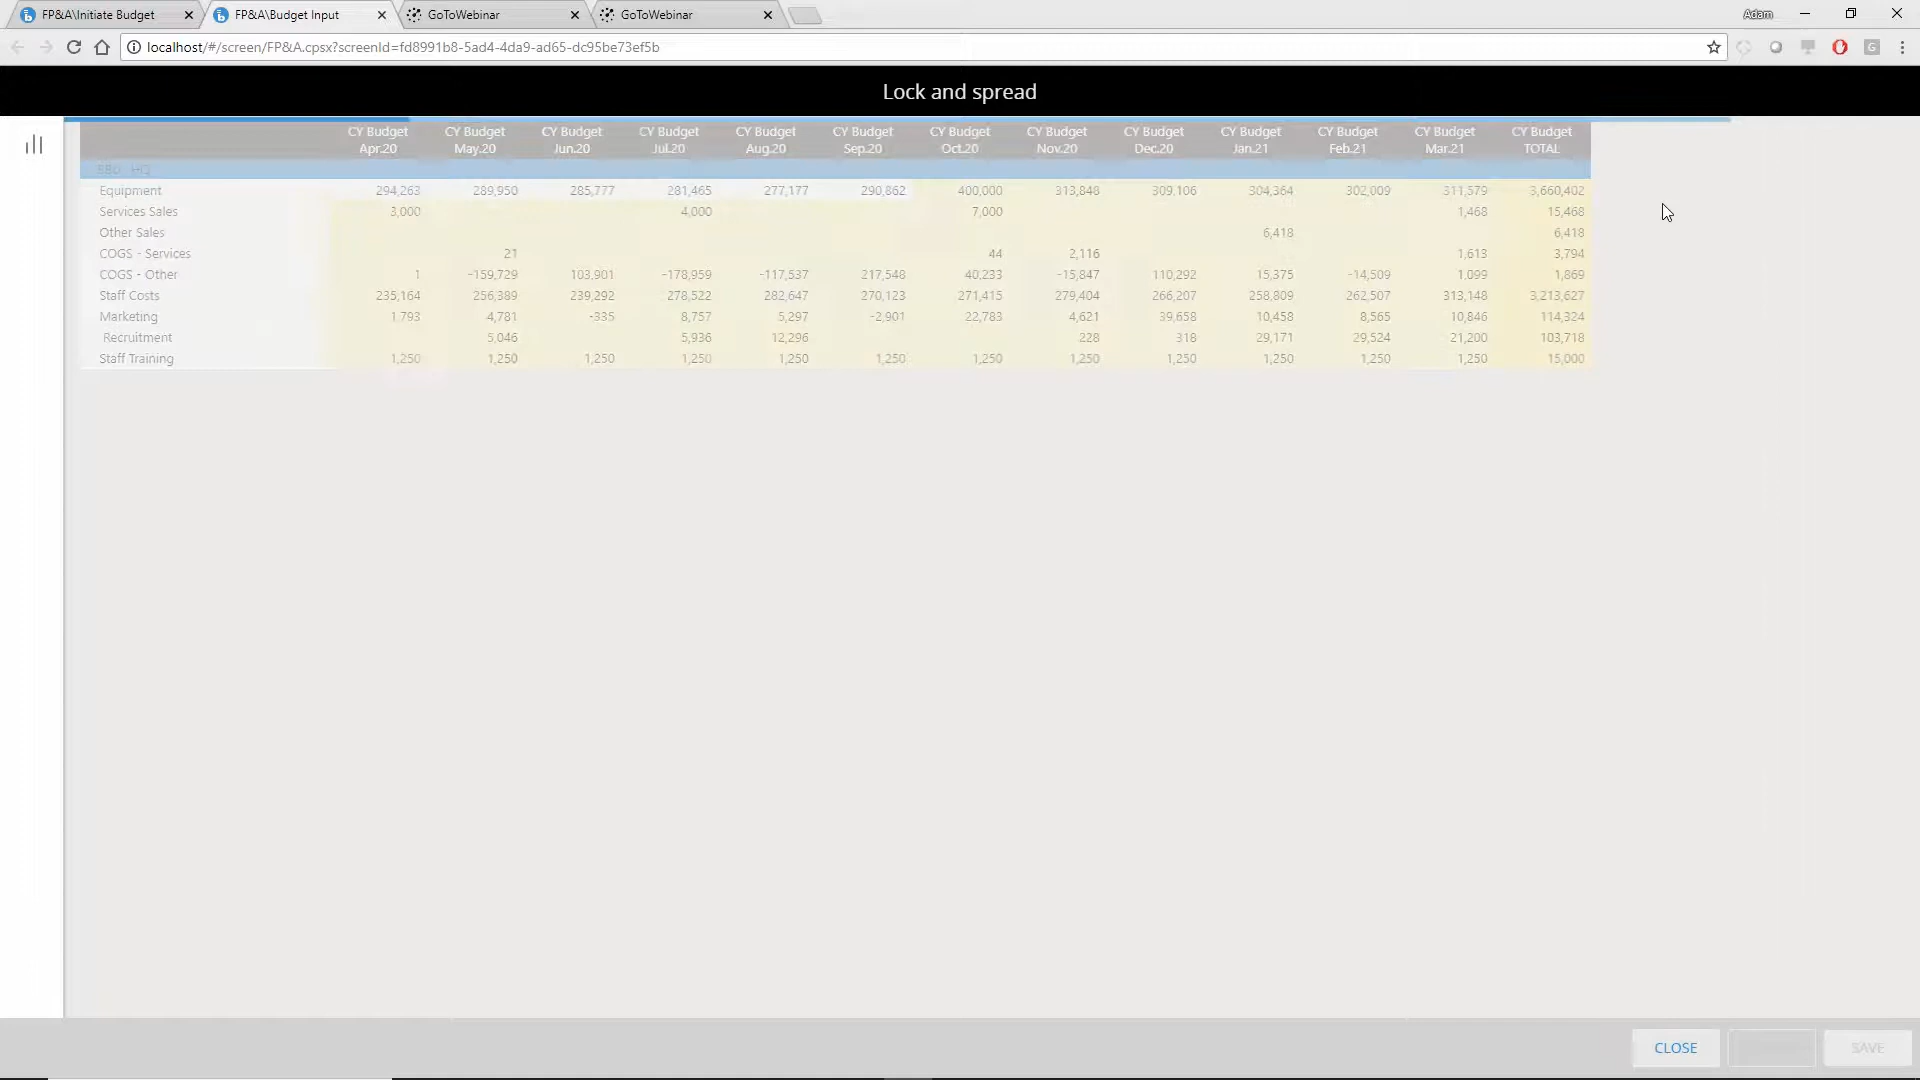 FP&A\Initiate Budget FP&A\Budget Input GoToWebinar GoToWebinar Adam
localhost/#/screen/FP&A.cpsx?screenId=fd8991b8-5ad4-4da9-ad65-dc95be73ef5b
Lock and spread
CY Budget CY Budget CY Budget CY Budget CY Budget CY Budget CY Budget CY Budget CY Budget CY Budget CY Budget CY Budget CY Budget
Apr.20 May.20 Jun.20 Jul.20 Aug.20 Sep.20 Oct.20 Nov.20 Dec.20 Jan.21 Feb.21 Mar.21 TOTAL
Equipment 294,263 289,950 285,777 281,465 277,177 290,862 400,000 313,848 309,106 304,364 302,009 311,579 3,660,402
Services Sales 3,000 4,000 7,000 1,468 15,468
Other Sales 6,418 6,418
COGS - Services 21 44 2,116 1,613 3,794
COGS - Other 1 -159,729 103,901 -178,959 -117,537 217,548 40,233 -15,847 110,292 15,375 -14,509 1,099 1,869
Staff Costs 235,164 256,389 239,292 278,522 282,647 270,123 271,415 279,404 266,207 258,809 262,507 313,148 3,213,627
Marketing 1,793 4,781 -335 8,757 5,297 -2,901 22,783 4,621 39,658 10,458 8,565 10,846 114,324
Recruitment 5,046 5,936 12,296 228 318 29,171 29,524 21,200 103,718
Staff Training 1,250 1,250 1,250 1,250 1,250 1,250 1,250 1,250 1,250 1,250 1,250 1,250 15,000
CLOSE SAVE